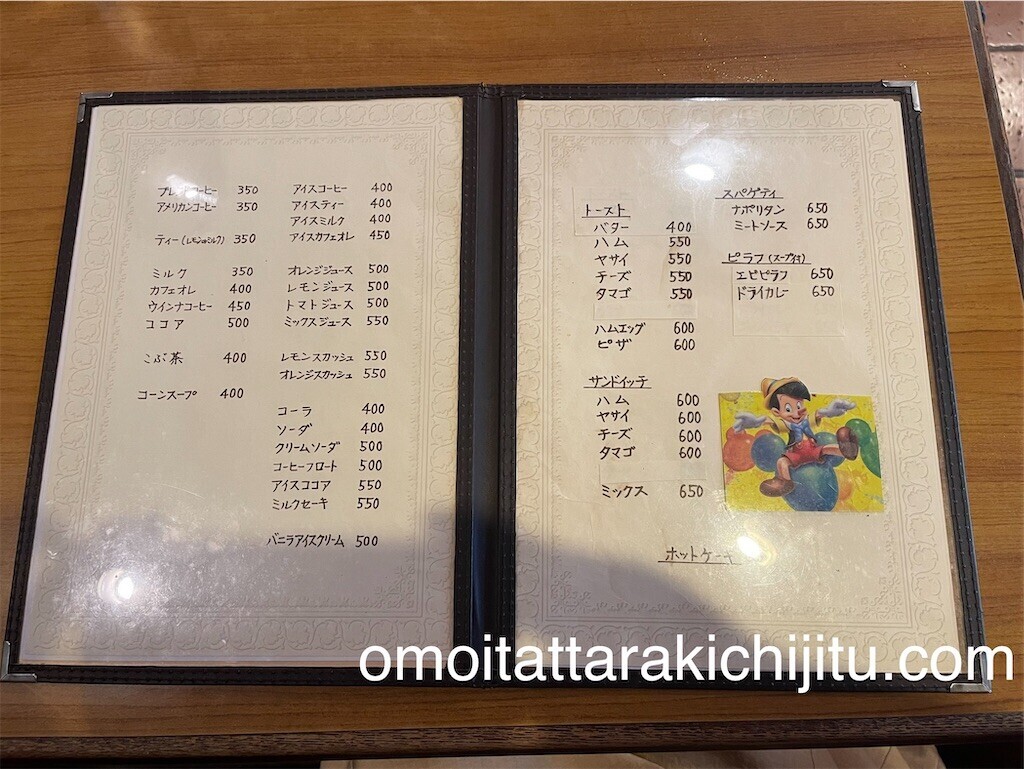 ブレンドコーヒー 350
アメリカンコーヒー 350
ティー(レモンorミルク) 350
ミルク 350
カフェオレ 400
ウインナコーヒー 450
ココア 500
こぶ茶 400
コーンスープ 400
アイスコーヒー 400
アイスティー 400
アイスミルク 400
アイスカフェオレ 450
オレンジジュース 500
レモンジュース 500
トマトジュース 500
ミックスジュース 550
レモンスカッシュ 550
オレンジスカッシュ 550
コーラ 400
ソーダ 400
クリームソーダ 500
コーヒーフロート 500
アイスココア 550
ミルクセーキ 550
バニラアイスクリーム 500
トースト
バター 400
ハム 550
ヤサイ 550
チーズ 550
タマゴ 550
ハムエッグ 600
ピザ 600
サンドイッチ
ハム 600
ヤサイ 600
チーズ 600
タマゴ 600
ミックス 650
スパゲティ
ナポリタン 650
ミートソース 650
ピラフ(スープ付)
エビピラフ 650
ドライカレー 650
ホットケーキ
omoitattarakichijitu.com